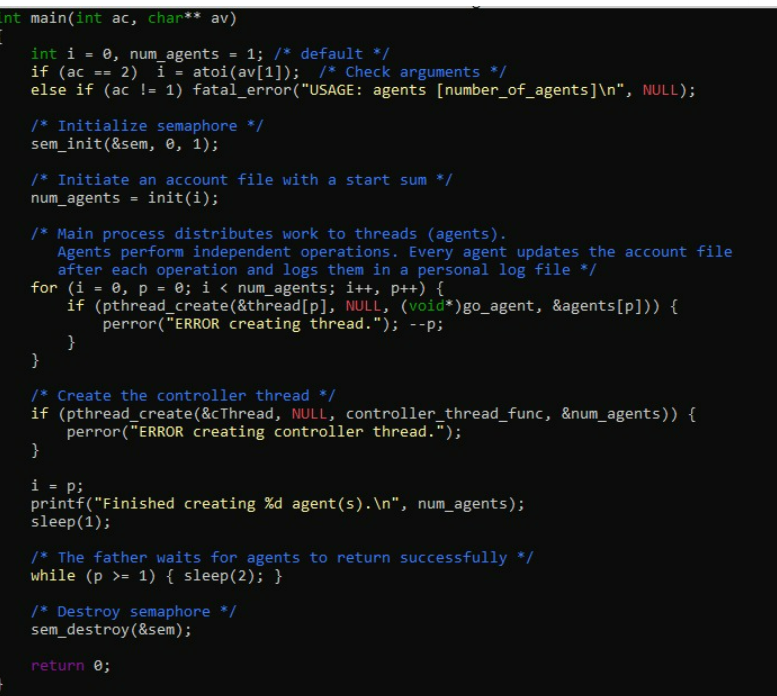 int main(int ac, char** av)
{
    int i = 0, num_agents = 1; /* default */
    if (ac == 2)  i = atoi(av[1]);  /* Check arguments */
    else if (ac != 1) fatal_error("USAGE: agents [number_of_agents]\n", NULL);

    /* Initialize semaphore */
    sem_init(&sem, 0, 1);

    /* Initiate an account file with a start sum */
    num_agents = init(i);

    /* Main process distributes work to threads (agents).
       Agents perform independent operations. Every agent updates the account file
       after each operation and logs them in a personal log file */
    for (i = 0, p = 0; i < num_agents; i++, p++) {
        if (pthread_create(&thread[p], NULL, (void*)go_agent, &agents[p])) {
            perror("ERROR creating thread."); --p;
        }
    }

    /* Create the controller thread */
    if (pthread_create(&cThread, NULL, controller_thread_func, &num_agents)) {
        perror("ERROR creating controller thread.");
    }

    i = p;
    printf("Finished creating %d agent(s).\n", num_agents);
    sleep(1);

    /* The father waits for agents to return successfully */
    while (p >= 1) { sleep(2); }

    /* Destroy semaphore */
    sem_destroy(&sem);

    return 0;
}